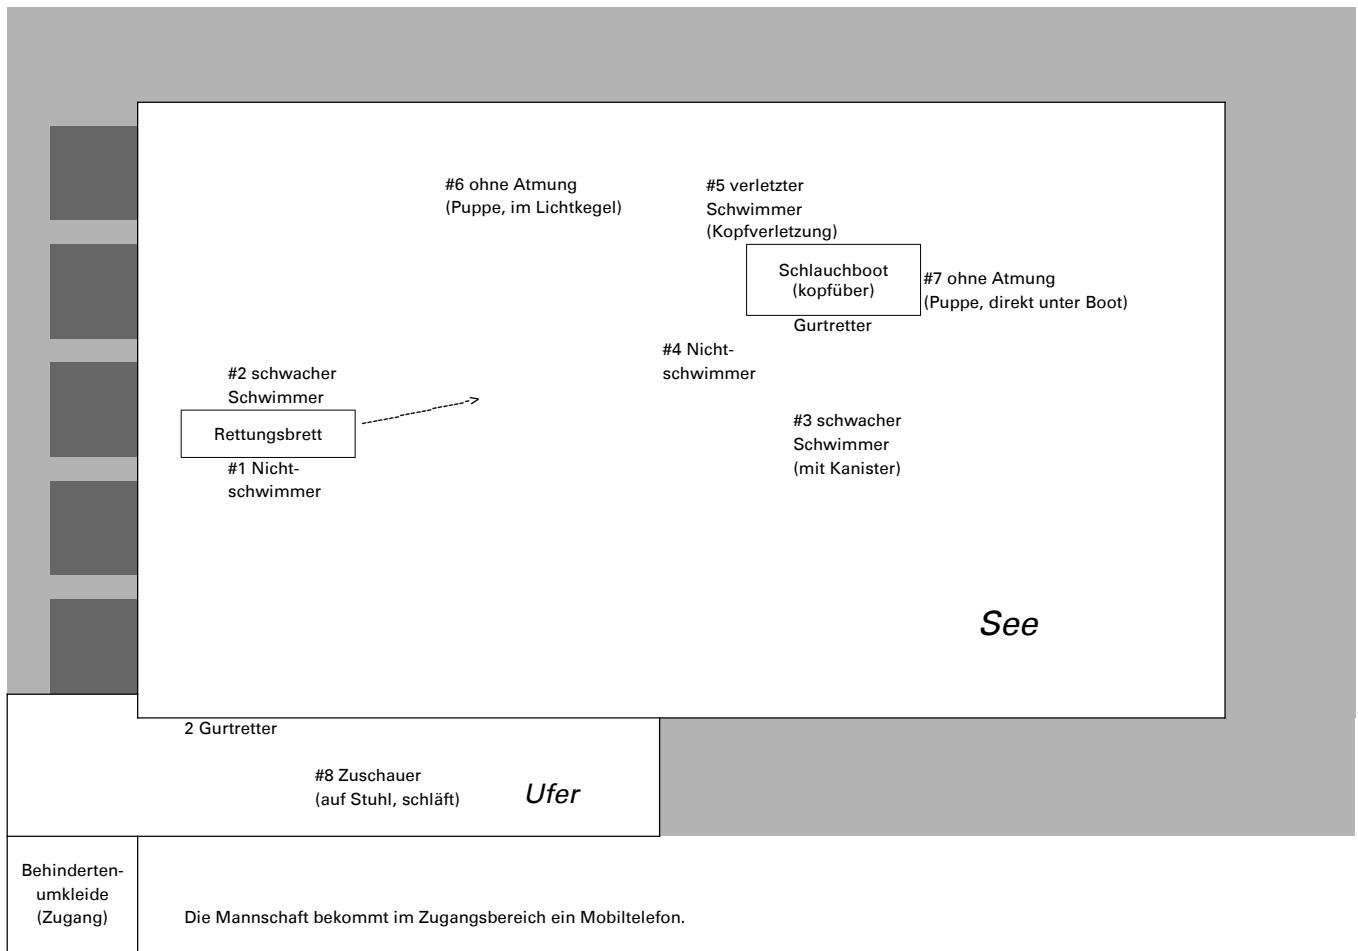 #6 ohne Atmung
(Puppe, im Lichtkegel)
#5 verletzter
Schwimmer
(Kopfverletzung)
Schlauchboot
(kopfüber)
#7 ohne Atmung
(Puppe, direkt unter Boot)
Gurtretter
#4 Nicht-
schwimmer
#2 schwacher
Schwimmer
Rettungsbrett
#1 Nicht-
schwimmer
#3 schwacher
Schwimmer
(mit Kanister)
See
2 Gurtretter
#8 Zuschauer
(auf Stuhl, schläft)
Ufer
Behinderten-
umkleide
(Zugang)
Die Mannschaft bekommt im Zugangsbereich ein Mobiltelefon.